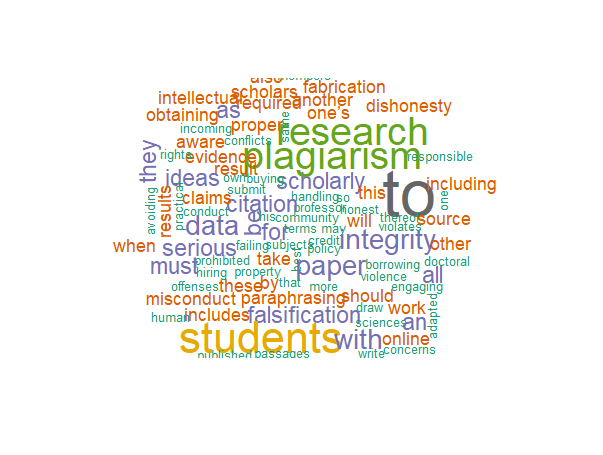 also
scholars fabrication
intellectual required another
obtaining as one's dishonesty
incoming proper same research
aware conflicts
they rights evidence plagiarism responsible
result
ideas own buying scholarly to including
submit
avoiding results practical claims citation handling so this one
conduct be his professor honest
data community will thereof source
for terms may violates
when serious failing subjects credit integrity other
prohibited take best policy
must hiring property paper borrowing all doctoral
these by that more violence
offenses engaging
misconduct paraphrasing should adapted
human includes falsification draw work
sciences an
students with online
published passages write concerns